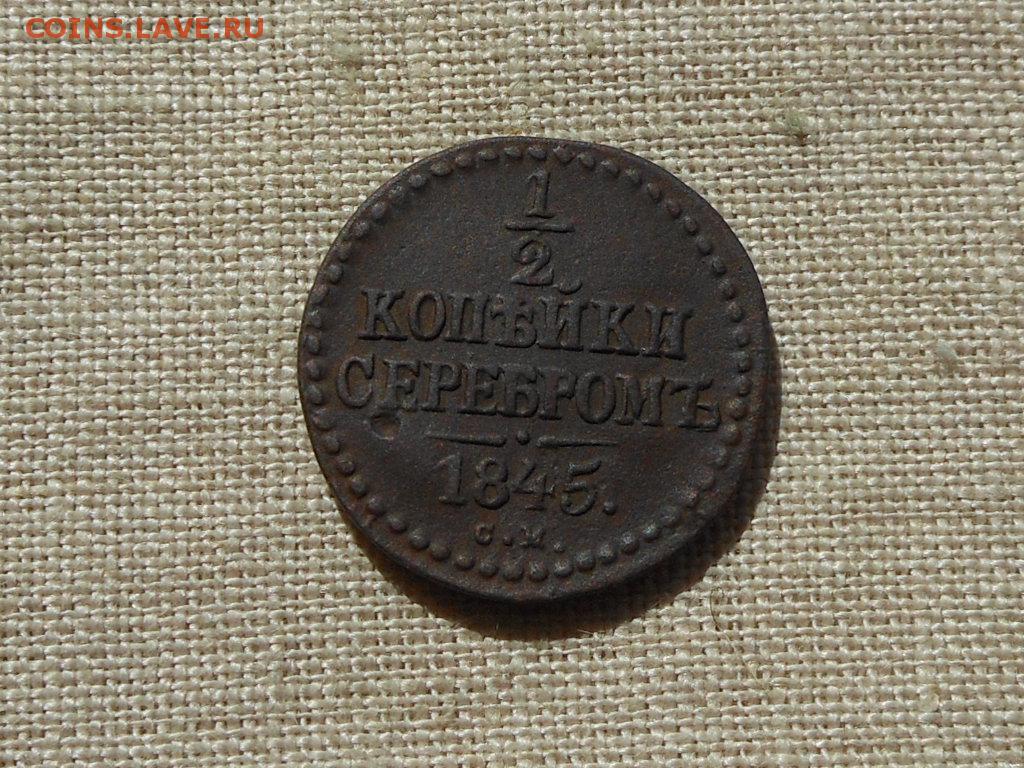 COINS.LAVE.RU
1
2
КОПѢЙКИ
СЕРЕБРОМЪ
1845.
С.М.